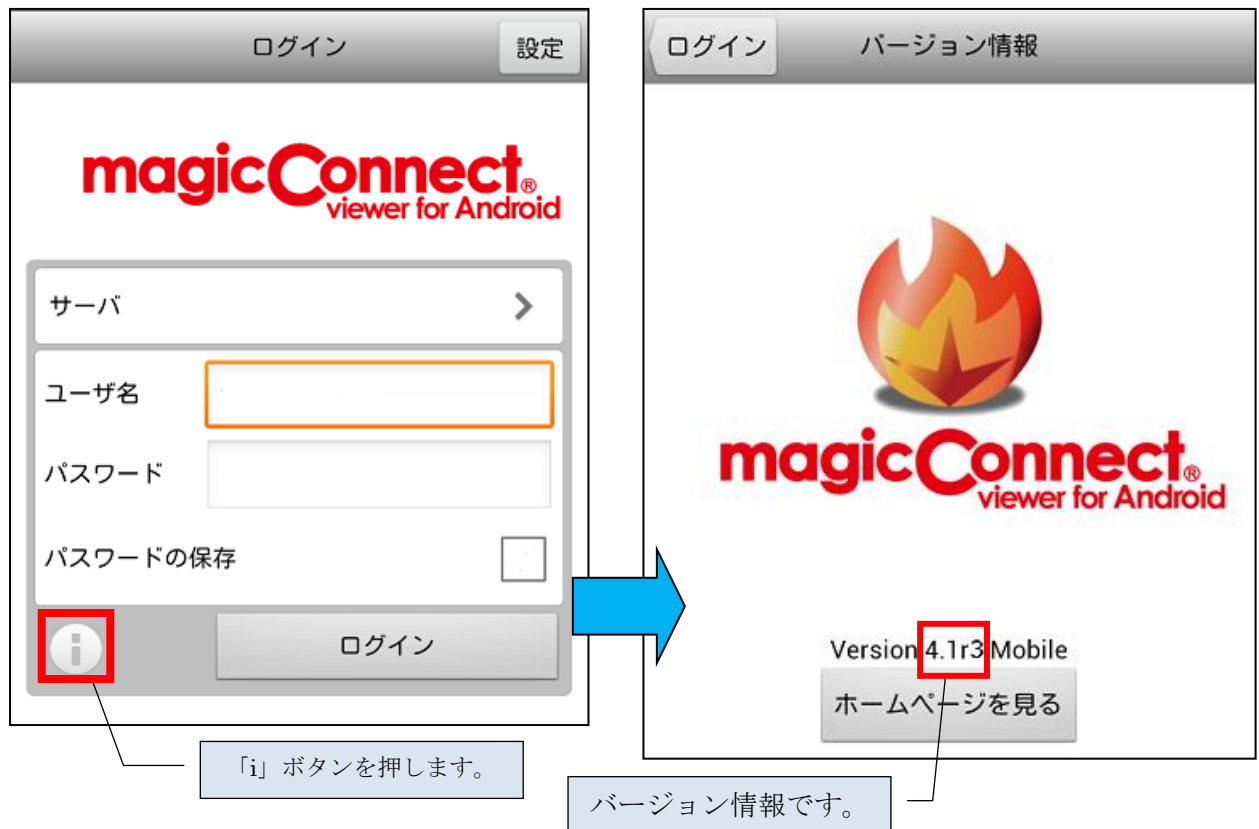 ログイン
設定
magicConnect®
viewer for Android
サーバ
ユーザ名
パスワード
パスワードの保存
i
ログイン
「i」ボタンを押します。
ログイン
バージョン情報
magicConnect®
viewer for Android
Version 4.1r3 Mobile
ホームページを見る
バージョン情報です。